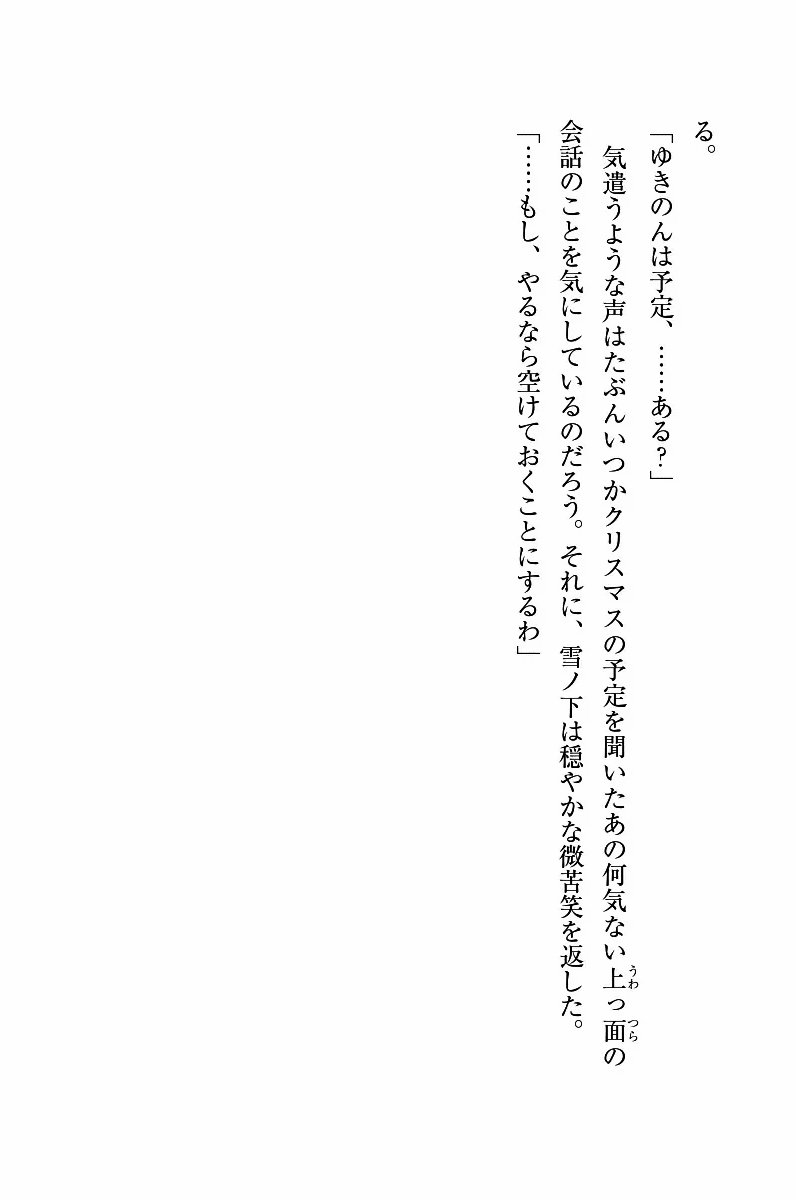 る。
「ゆきのんは予定、……ある？」
　気遣うような声はたぶんいつかクリスマスの予定を聞いたあの何気ない上っ面の
会話のことを気にしているのだろう。それに、雪ノ下は穏やかな微苦笑を返した。
「……もし、やるなら空けておくことにするわ」